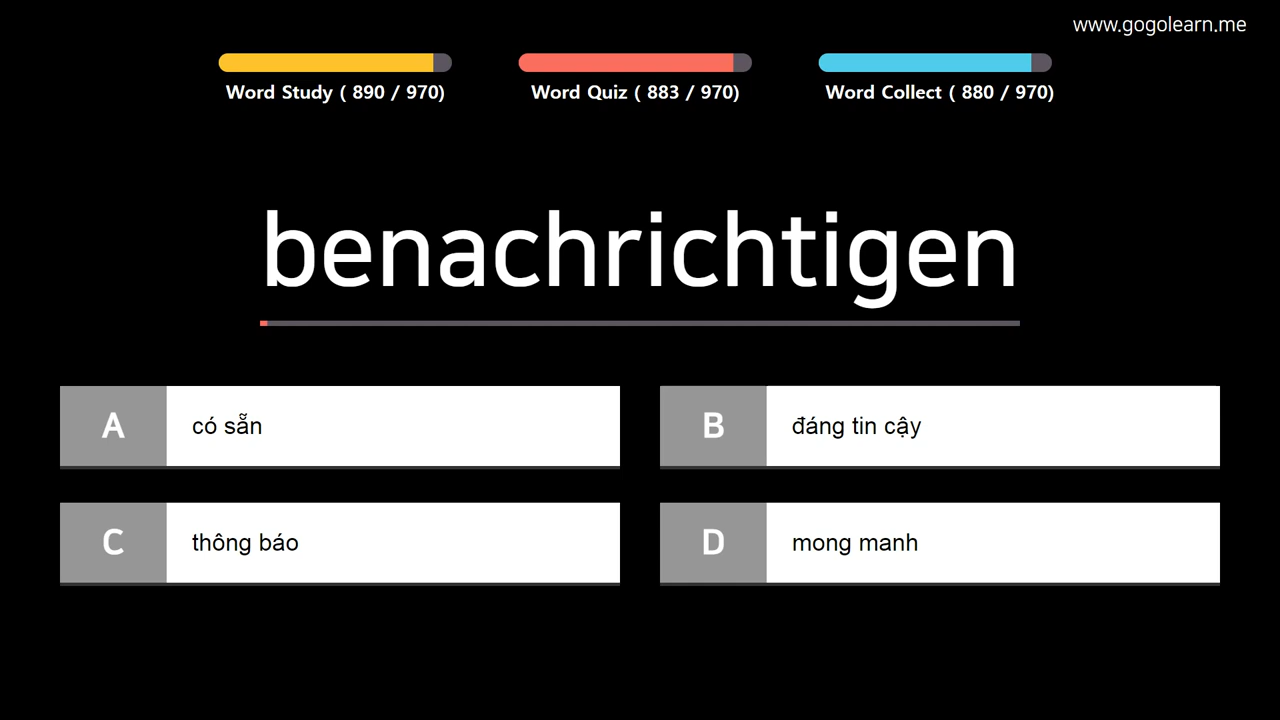 www.gogolearn.me
Word Study ( 890 / 970)
Word Quiz ( 883 / 970)
Word Collect ( 880 / 970)
benachrichtigen
A
có sẵn
B
đáng tin cậy
C
thông báo
D
mong manh